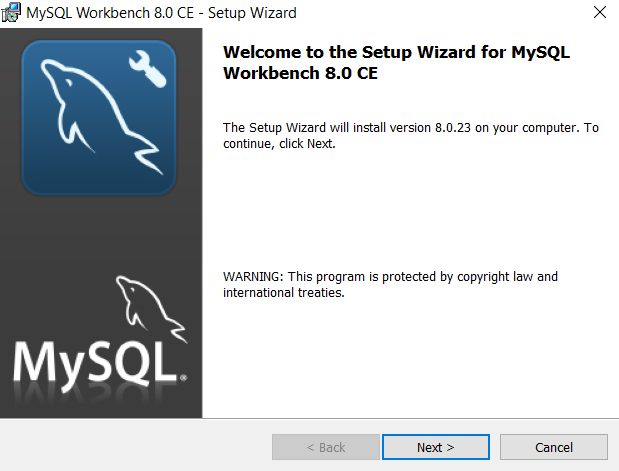 MySQL Workbench 8.0 CE - Setup Wizard
Welcome to the Setup Wizard for MySQL
Workbench 8.0 CE
The Setup Wizard will install version 8.0.23 on your computer. To
continue, click Next.
WARNING: This program is protected by copyright law and
international treaties.
MySQL®
< Back
Next >
Cancel